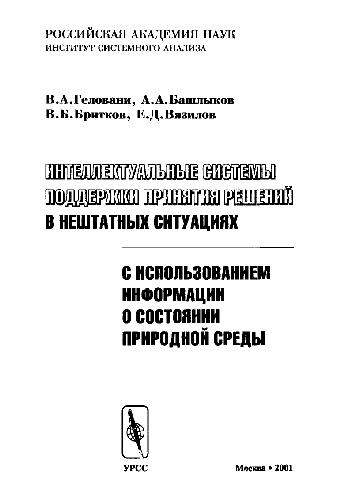 РОССИЙСКАЯ АКАДЕМИЯ НАУК
ИНСТИТУТ СИСТЕМНОГО АНАЛИЗА
В.А.Геловани, А.А.Башлыков
В.Б.Бритков, Е.Д.Вязилов
ИНТЕЛЛЕКТУАЛЬНЫЕ СИСТЕМЫ
ПОДДЕРЖКИ ПРИНЯТИЯ РЕШЕНИЙ
В НЕШТАТНЫХ СИТУАЦИЯХ
С ИСПОЛЬЗОВАНИЕМ
ИНФОРМАЦИИ
О СОСТОЯНИИ
ПРИРОДНОЙ СРЕДЫ
УРСС
Москва • 2001